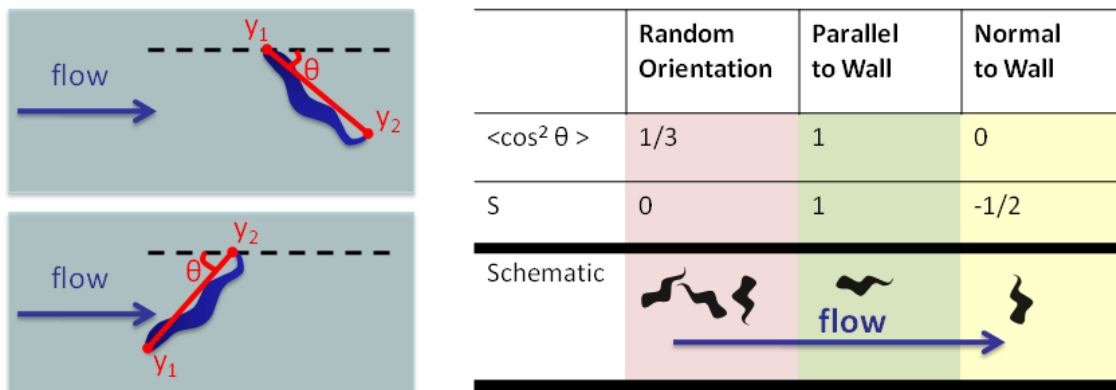 y₁
θ
flow
y₂
y₂
θ
flow
y₁
Random Orientation
Parallel to Wall
Normal to Wall
<cos² θ > 1/3 1 0
S 0 1 -1/2
Schematic
flow